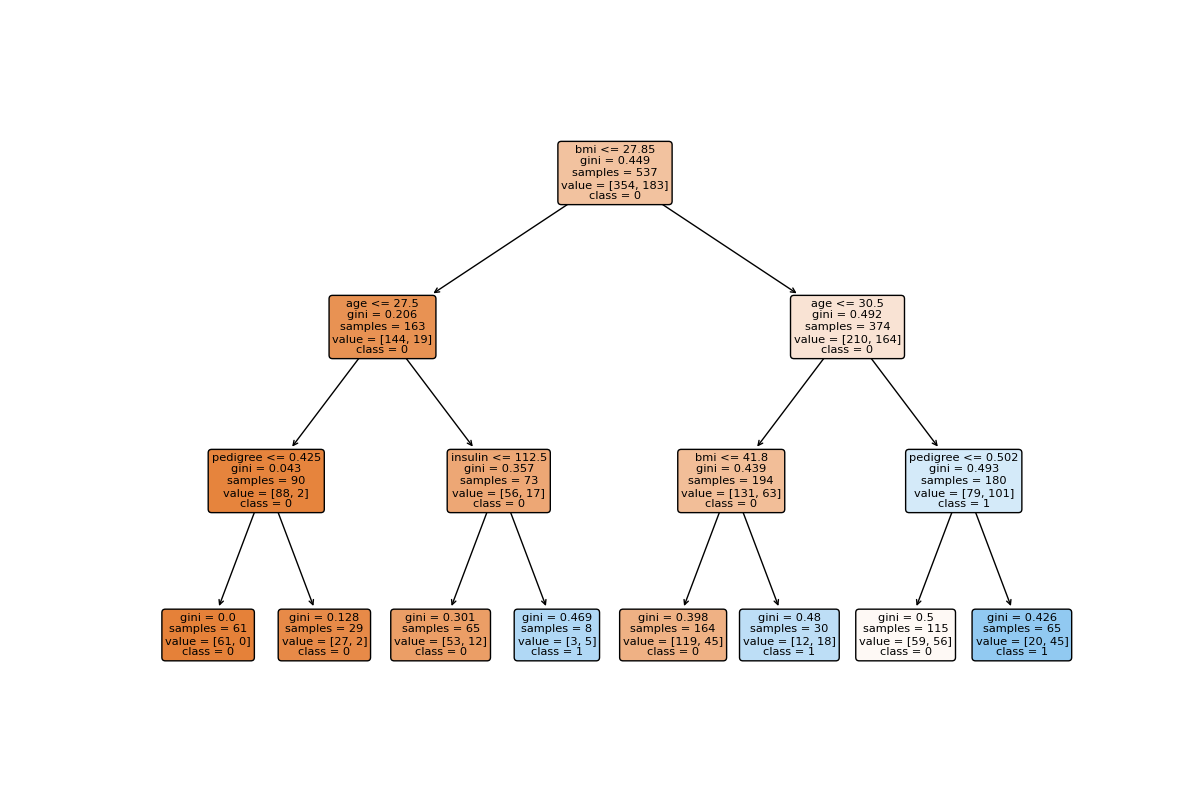 bmi <= 27.85
gini = 0.449
samples = 537
value = [354, 183]
class = 0
age <= 27.5
gini = 0.206
samples = 163
value = [144, 19]
class = 0
age <= 30.5
gini = 0.492
samples = 374
value = [210, 164]
class = 0
pedigree <= 0.425
gini = 0.043
samples = 90
value = [88, 2]
class = 0
insulin <= 112.5
gini = 0.357
samples = 73
value = [56, 17]
class = 0
bmi <= 41.8
gini = 0.439
samples = 194
value = [131, 63]
class = 0
pedigree <= 0.502
gini = 0.493
samples = 180
value = [79, 101]
class = 1
gini = 0.0
samples = 61
value = [61, 0]
class = 0
gini = 0.128
samples = 29
value = [27, 2]
class = 0
gini = 0.301
samples = 65
value = [53, 12]
class = 0
gini = 0.469
samples = 8
value = [3, 5]
class = 1
gini = 0.398
samples = 164
value = [119, 45]
class = 0
gini = 0.48
samples = 30
value = [12, 18]
class = 1
gini = 0.5
samples = 115
value = [59, 56]
class = 0
gini = 0.426
samples = 65
value = [20, 45]
class = 1